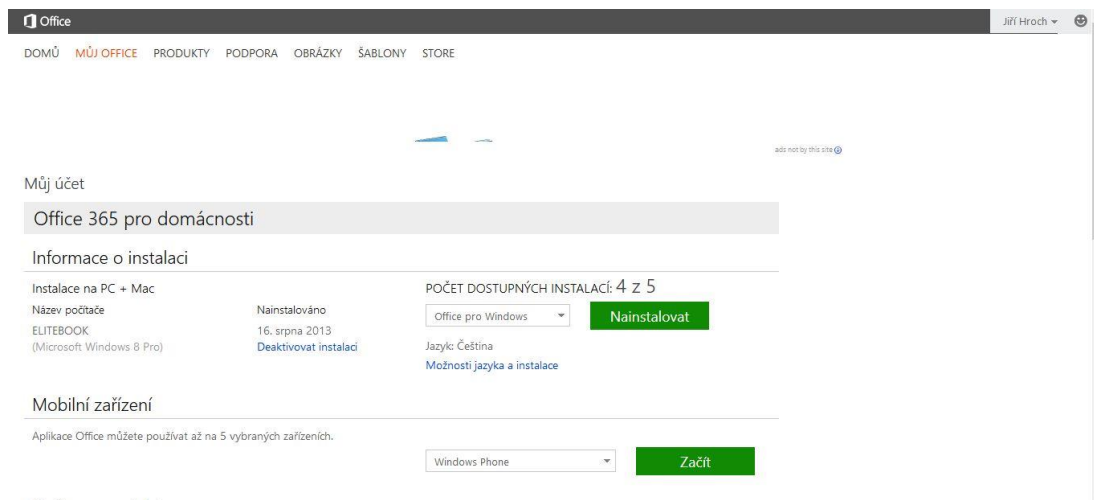 Office
Jiří Hroch
DOMŮ MŮJ OFFICE PRODUKTY PODPORA OBRÁZKY ŠABLONY STORE
ads not by this site
Můj účet
Office 365 pro domácnosti
Informace o instalaci
Instalace na PC + Mac
POČET DOSTUPNÝCH INSTALACÍ: 4 z 5
Název počítače
Nainstalováno
Office pro Windows
Nainstalovat
ELITEBOOK
16. srpna 2013
(Microsoft Windows 8 Pro)
Deaktivovat instalaci
Jazyk: Čeština
Možnosti jazyka a instalace
Mobilní zařízení
Aplikace Office můžete používat až na 5 vybraných zařízeních.
Windows Phone
Začít